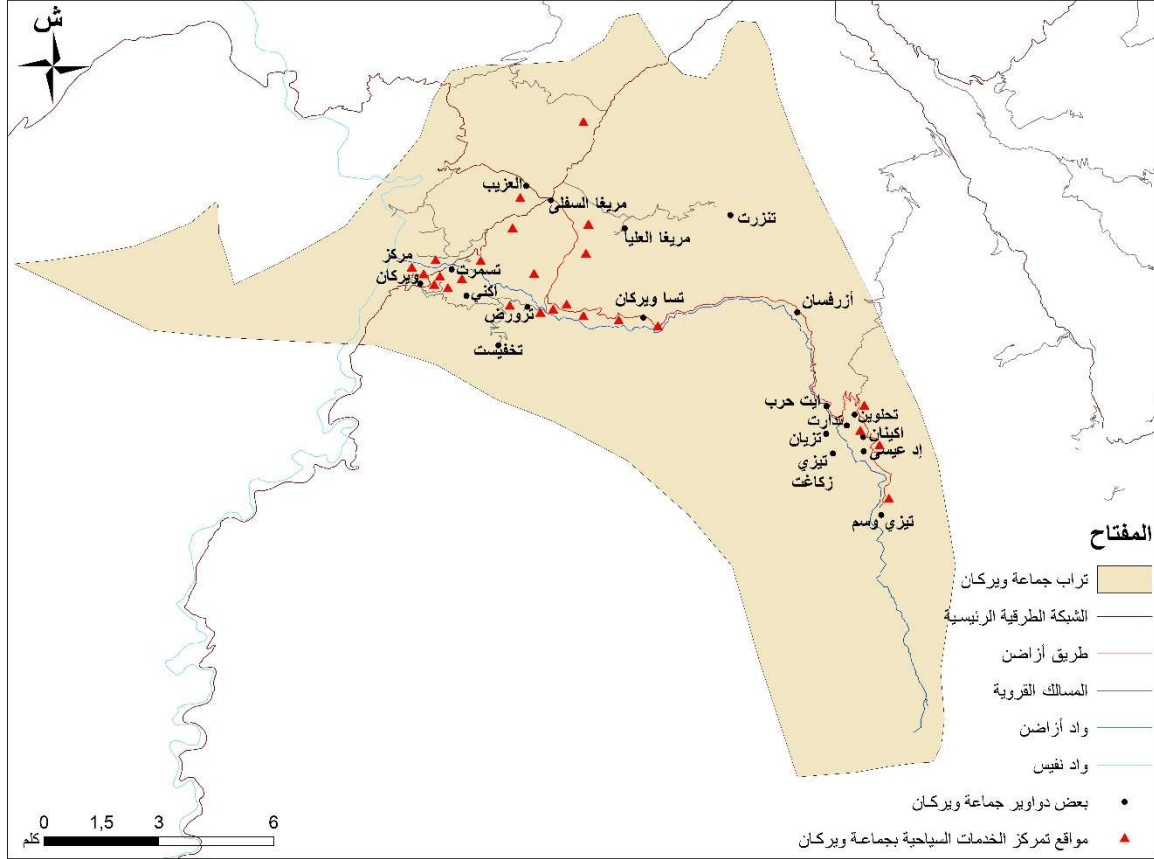 ش
العزيب
مريغا السفلى
تنزرت
مريغا العليا
مركز
ويركان
تسمرت
اكني
ترورض
تسا ويركان
أزرفسان
تخفيست
ايت حرب
تحلوين
تدارت
تزيان
اكينان
إد عيسى
تيزي
زكاغت
تيزي وسم
المفتاح
تراب جماعة ويركان
الشبكة الطرقية الرئيسية
طريق أزاضن
المسالك القروية
واد أزاضن
واد نفيس
بعض دواوير جماعة ويركان
مواقع تمركز الخدمات السياحية بجماعة ويركان
0 1,5 3 6
كلم